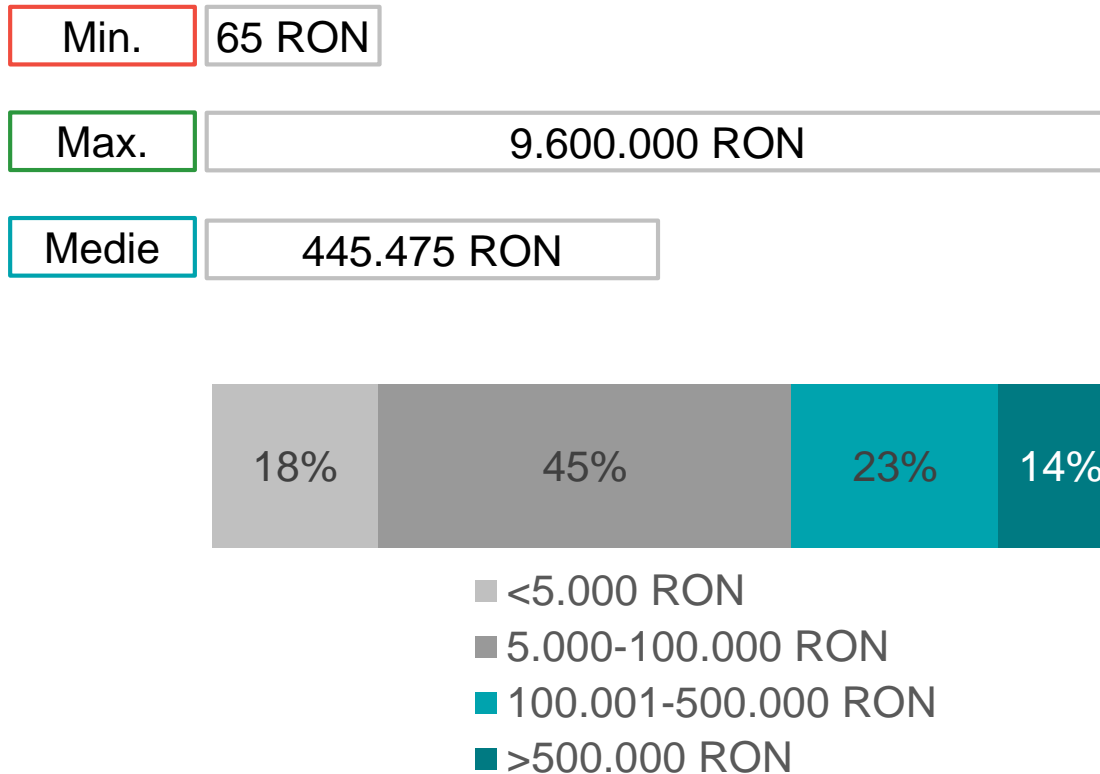 Min. 65 RON
Max. 9.600.000 RON
Medie 445.475 RON
18% 45% 23% 14%
<5.000 RON
5.000-100.000 RON
100.001-500.000 RON
>500.000 RON